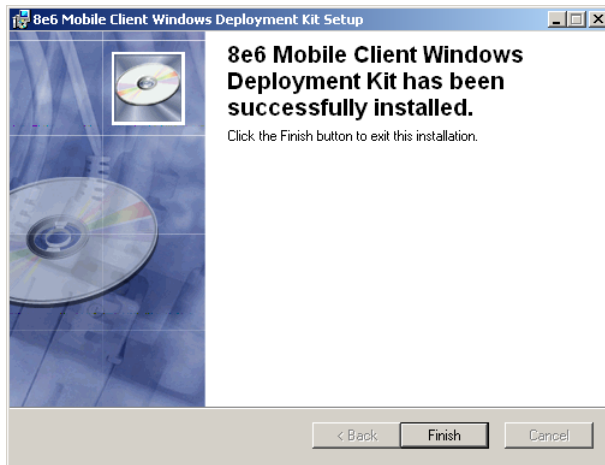 8e6 Mobile Client Windows Deployment Kit Setup
8e6 Mobile Client Windows
Deployment Kit has been
successfully installed.
Click the Finish button to exit this installation.
< Back
Finish
Cancel